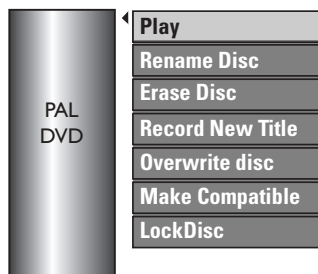 PAL
DVD
Play
Rename Disc
Erase Disc
Record New Title
Overwrite disc
Make Compatible
LockDisc